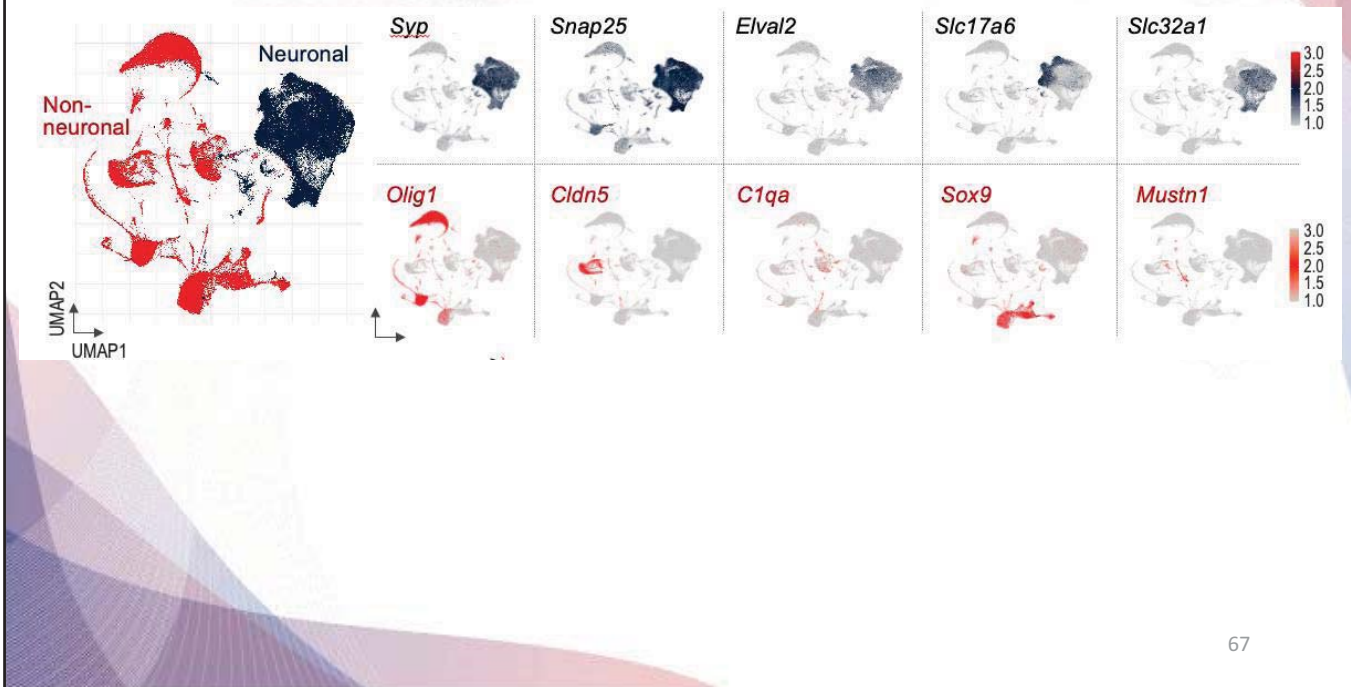 Neuronal
Non-
neuronal
UMAP2
UMAP1
Syp
Snap25
Elval2
Slc17a6
Slc32a1
3.0
2.5
2.0
1.5
1.0
Olig1
Cldn5
C1qa
Sox9
Mustn1
3.0
2.5
2.0
1.5
1.0
67